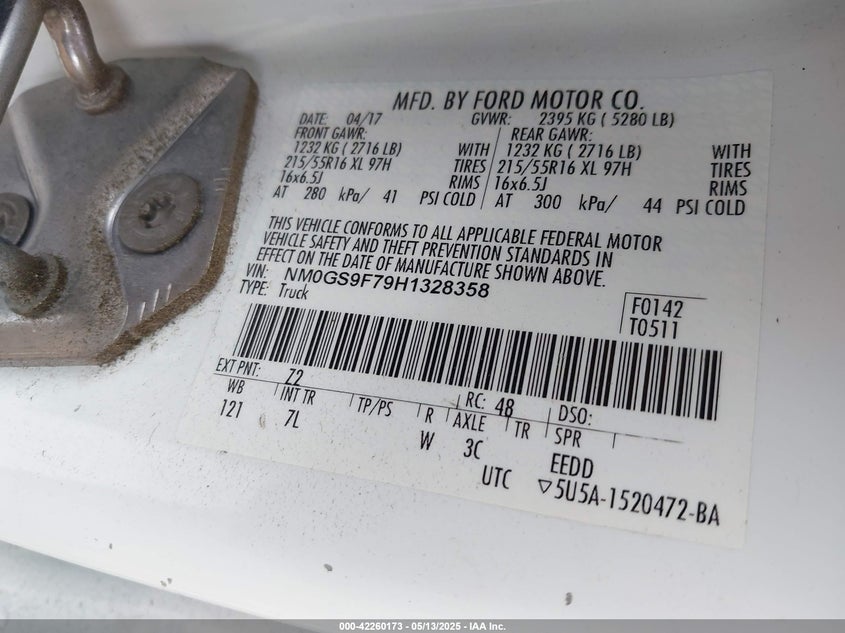 MFD. BY FORD MOTOR CO.
DATE: 04/17 GVWR: 2395 KG ( 5280 LB)
FRONT GAWR: REAR GAWR:
1232 KG ( 2716 LB) WITH 1232 KG ( 2716 LB) WITH
215/55R16 XL 97H TIRES 215/55R16 XL 97H TIRES
16x6.5J RIMS 16x6.5J RIMS
AT 280 kPa/ 41 PSI COLD AT 300 kPa/ 44 PSI COLD
THIS VEHICLE CONFORMS TO ALL APPLICABLE FEDERAL MOTOR
VEHICLE SAFETY AND THEFT PREVENTION STANDARDS IN
EFFECT ON THE DATE OF MANUFACTURE SHOWN ABOVE.
VIN: NM0GS9F79H1328358
TYPE: Truck
F0142
T0511
EXT PNT: Z2 RC: 48 DSO:
WB INT TR TP/PS R AXLE TR SPR
121 7L W 3C EEDD
UTC ▽5U5A-1520472-BA
000-42260173 - 05/13/2025 - IAA Inc.